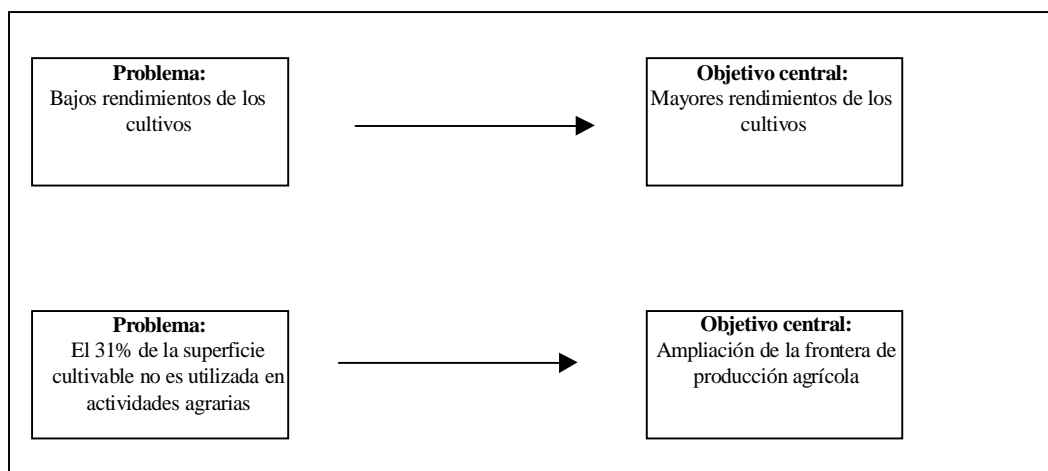 Problema:
Bajos rendimientos de los
cultivos
Objetivo central:
Mayores rendimientos de los
cultivos
Problema:
El 31% de la superficie
cultivable no es utilizada en
actividades agrarias
Objetivo central:
Ampliación de la frontera de
producción agrícola